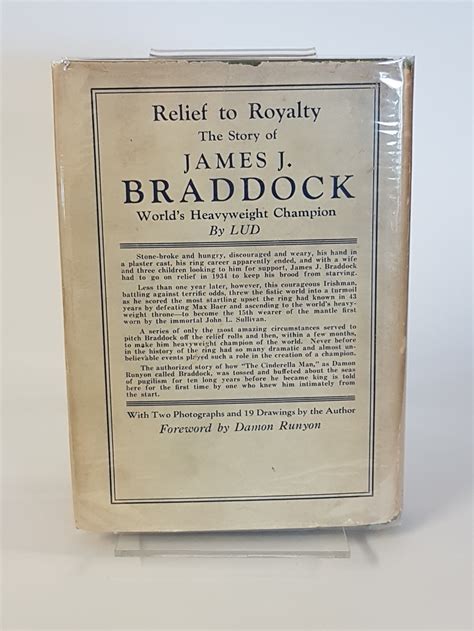 Relief to Royalty
The Story of
JAMES J.
BRADDOCK
World's Heavyweight Champion
By LUD
Stone-broke and hungry, discouraged and weary, his hand
in a plaster cast, his ring career apparently ended, and with a wife
and three children looking to him for support, James J. Braddock
had to go on relief in 1934 to keep his brood from starving.
Less than one year later, however, this courageous Irishman,
battling against terrific odds, threw the fistic world into a turmoil
as he scored the most startling upset the ring had known in 43
years by defeating Max Baer and ascending to the world's heavy-
weight throne—to become the 15th wearer of the mantle first
worn by the immortal John L. Sullivan.
A series of only the most amazing circumstances served to
pitch Braddock off the relief rolls and then, within a few months
to make him heavyweight champion of the world. Never before
in the history of the ring had so many dramatic and almost un-
believable events played such a role in the creation of a champion.
The authorized story of how "The Cinderella Man," as Damon
Runyon called Braddock, was tossed and buffeted about the seas
of pugilism for ten long years before he became king is told
here for the first time by one who knew him intimately from
the start.
With Two Photographs and 19 Drawings by the Author
Foreword by Damon Runyon